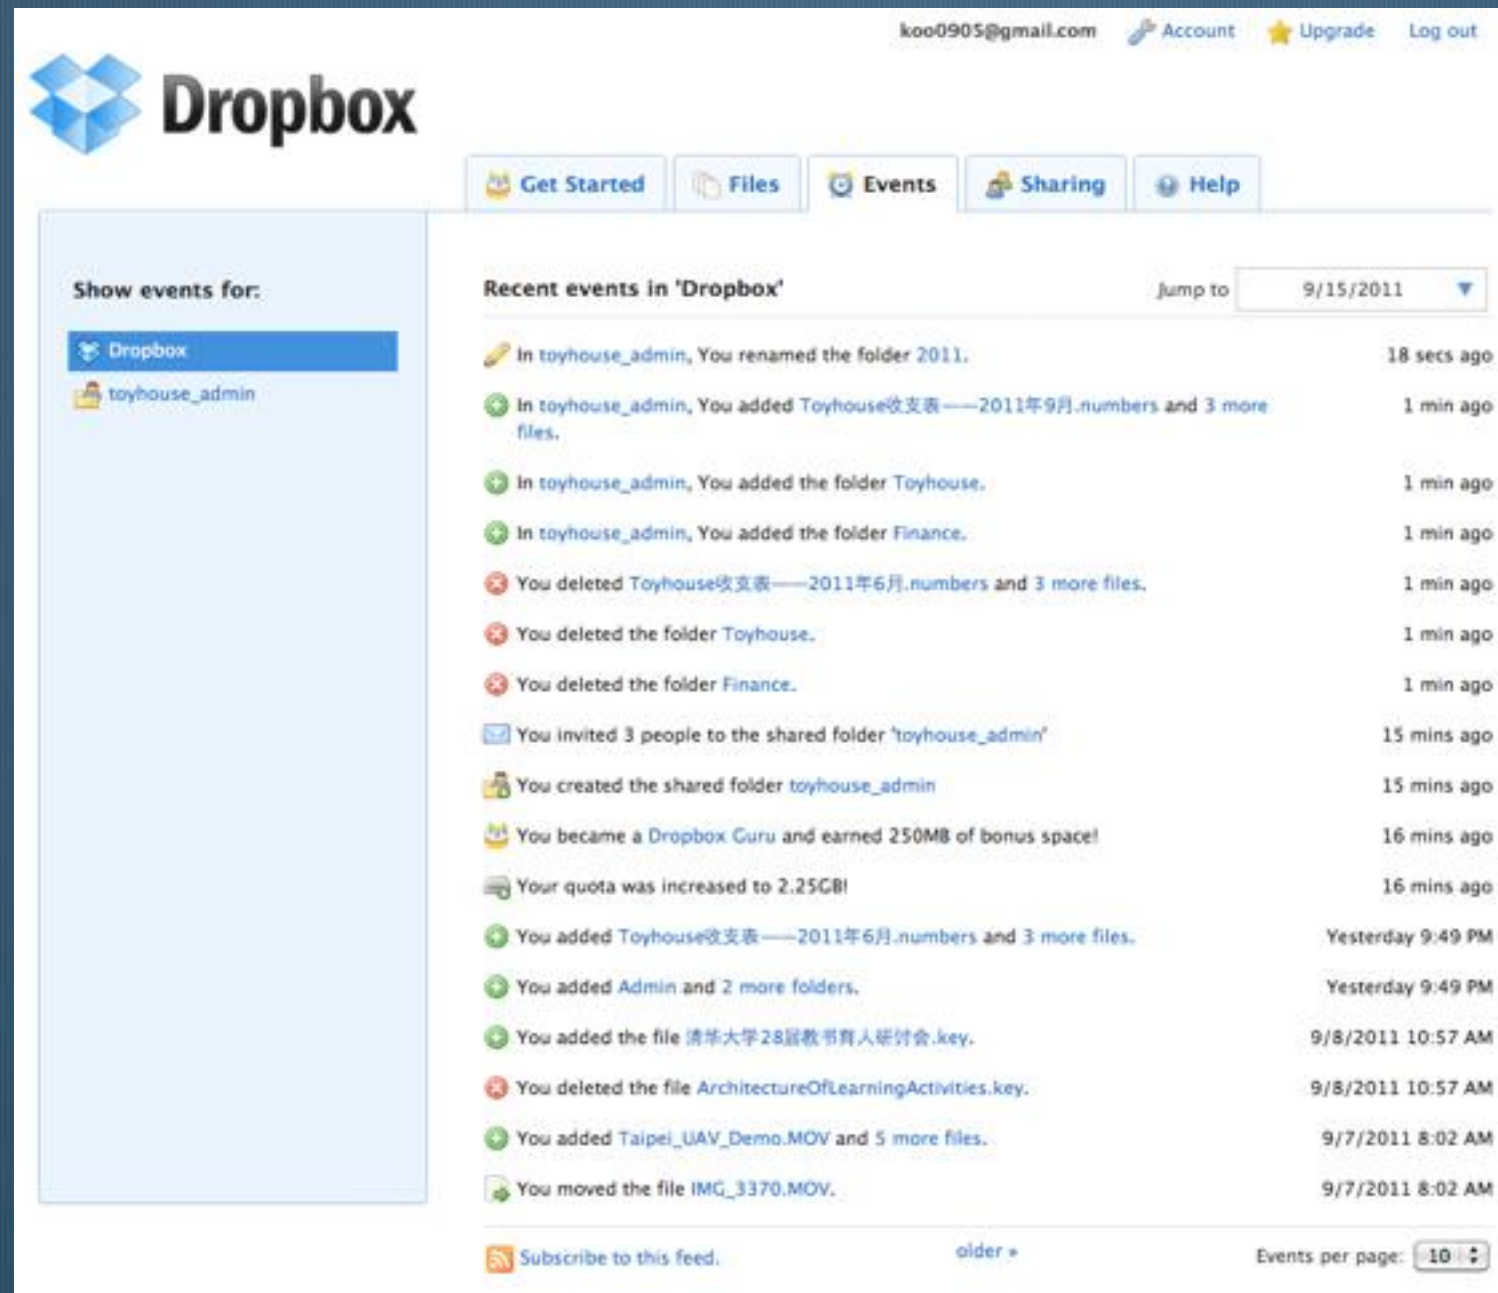 koo0905@gmail.com Account Upgrade Log out
Dropbox
Get Started Files Events Sharing Help
Show events for:
Dropbox
toyhouse_admin
Recent events in 'Dropbox' Jump to 9/15/2011
In toyhouse_admin, You renamed the folder 2011. 18 secs ago
In toyhouse_admin, You added Toyhouse收支表——2011年9月.numbers and 3 more 1 min ago
files.
In toyhouse_admin, You added the folder Toyhouse. 1 min ago
In toyhouse_admin, You added the folder Finance. 1 min ago
You deleted Toyhouse收支表——2011年6月.numbers and 3 more files. 1 min ago
You deleted the folder Toyhouse. 1 min ago
You deleted the folder Finance. 1 min ago
You invited 3 people to the shared folder 'toyhouse_admin' 15 mins ago
You created the shared folder toyhouse_admin 15 mins ago
You became a Dropbox Guru and earned 250MB of bonus space! 16 mins ago
Your quota was increased to 2.25GB! 16 mins ago
You added Toyhouse收支表——2011年6月.numbers and 3 more files. Yesterday 9:49 PM
You added Admin and 2 more folders. Yesterday 9:49 PM
You added the file 清华大学28届教书育人研讨会.key. 9/8/2011 10:57 AM
You deleted the file ArchitectureOfLearningActivities.key. 9/8/2011 10:57 AM
You added Taipei_UAV_Demo.MOV and 5 more files. 9/7/2011 8:02 AM
You moved the file IMG_3370.MOV. 9/7/2011 8:02 AM
Subscribe to this feed. older » Events per page: 10